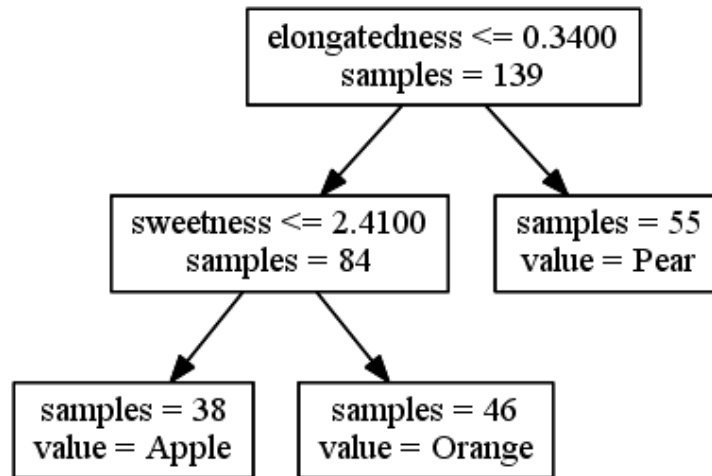 elongatedness <= 0.3400
samples = 139
sweetness <= 2.4100
samples = 84
samples = 55
value = Pear
samples = 38
value = Apple
samples = 46
value = Orange